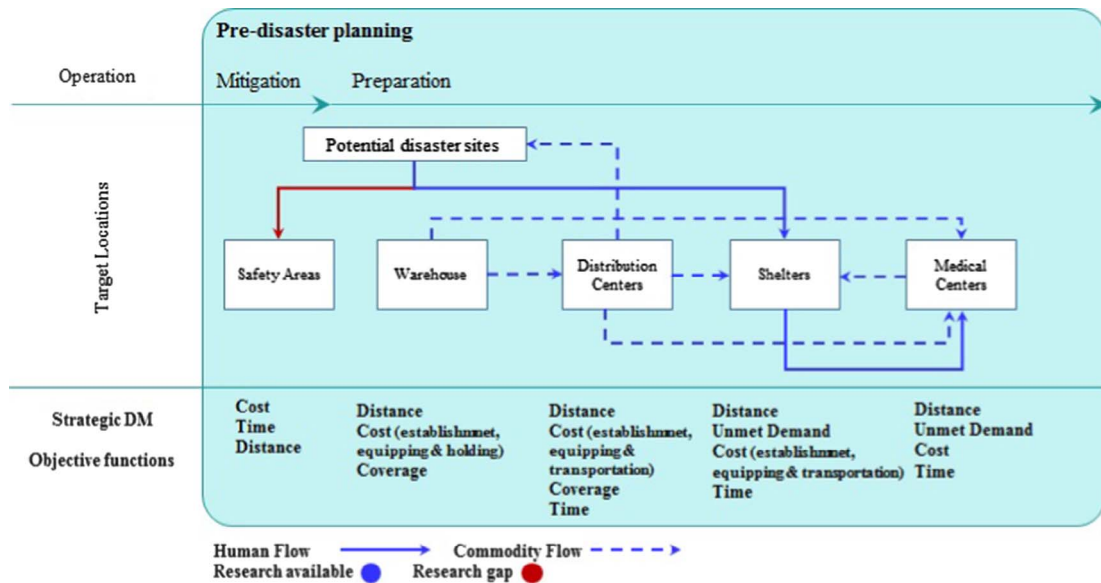 Pre-disaster planning
Operation
Mitigation
Preparation
Potential disaster sites
Target Locations
Safety Areas
Warehouse
Distribution
Centers
Shelters
Medical
Centers
Strategic DM
Objective functions
Cost
Time
Distance
Distance
Cost (establishmnet,
equipping & holding)
Coverage
Distance
Cost (establishmnet,
equipping &
transportation)
Coverage
Time
Distance
Unmet Demand
Cost (establishmnet,
equipping & transportation)
Time
Distance
Unmet Demand
Cost
Time
Human Flow
Commodity Flow
Research available
Research gap